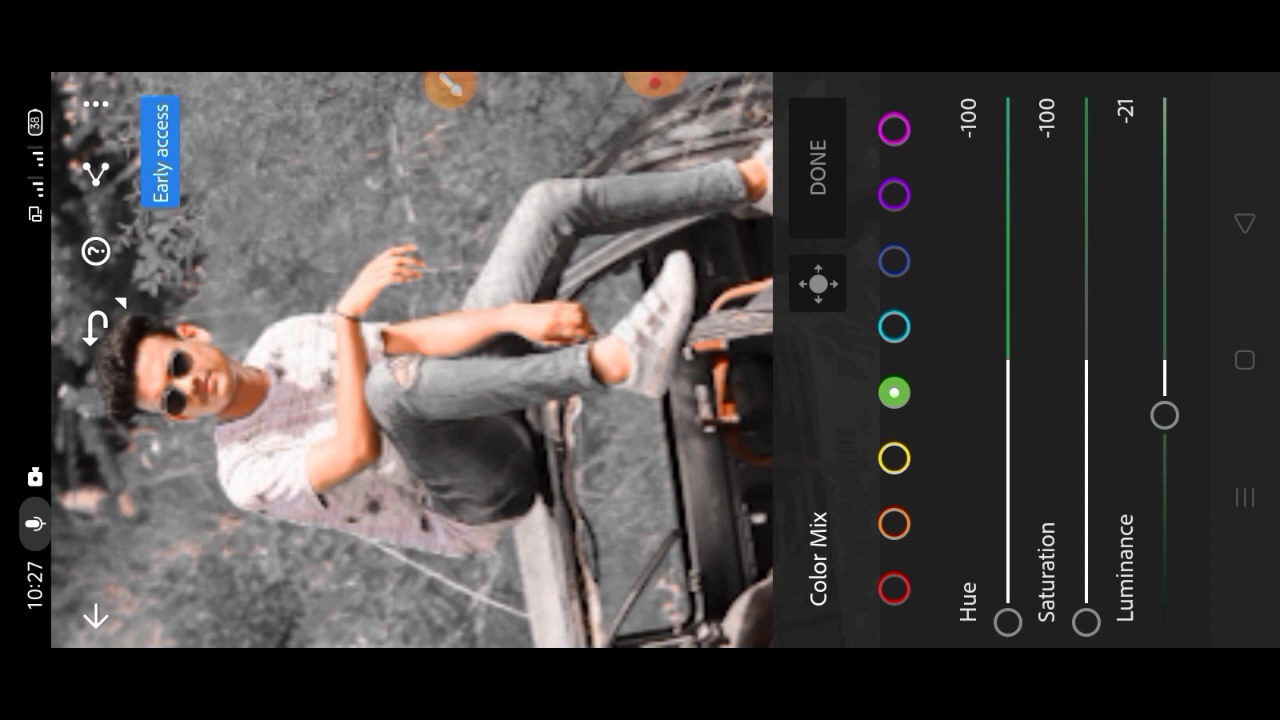 10:27
38
Early access
Color Mix
DONE
Hue
-100
Saturation
-100
Luminance
-21